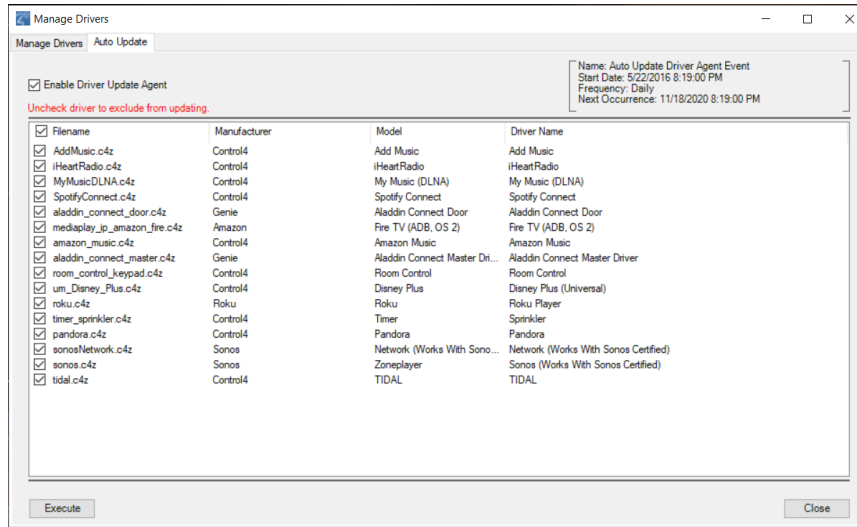 Manage Drivers
Manage Drivers Auto Update
Name: Auto Update Driver Agent Event
Start Date: 5/22/2016 8:19:00 PM
Frequency: Daily
Next Occurrence: 11/18/2020 8:19:00 PM
Enable Driver Update Agent
Uncheck driver to exclude from updating.
Filename Manufacturer Model Driver Name
AddMusic.c4z Control4 Add Music Add Music
iHeartRadio.c4z Control4 iHeartRadio iHeartRadio
MyMusicDLNA.c4z Control4 My Music (DLNA) My Music (DLNA)
SpotifyConnect.c4z Control4 Spotify Connect Spotify Connect
aladdin_connect_door.c4z Genie Aladdin Connect Door Aladdin Connect Door
mediaplay_ip_amazon_fire.c4z Amazon Fire TV (ADB, OS 2) Fire TV (ADB, OS 2)
amazon_music.c4z Control4 Amazon Music Amazon Music
aladdin_connect_master.c4z Genie Aladdin Connect Master Dri... Aladdin Connect Master Driver
room_control_keypad.c4z Control4 Room Control Room Control
um_Disney_Plus.c4z Control4 Disney Plus Disney Plus (Universal)
roku.c4z Roku Roku Roku Player
timer_sprinkler.c4z Control4 Timer Sprinkler
pandora.c4z Control4 Pandora Pandora
sonosNetwork.c4z Sonos Network (Works With Sono... Network (Works With Sonos Certified)
sonos.c4z Sonos Zoneplayer Sonos (Works With Sonos Certified)
tidal.c4z Control4 TIDAL TIDAL
Execute Close